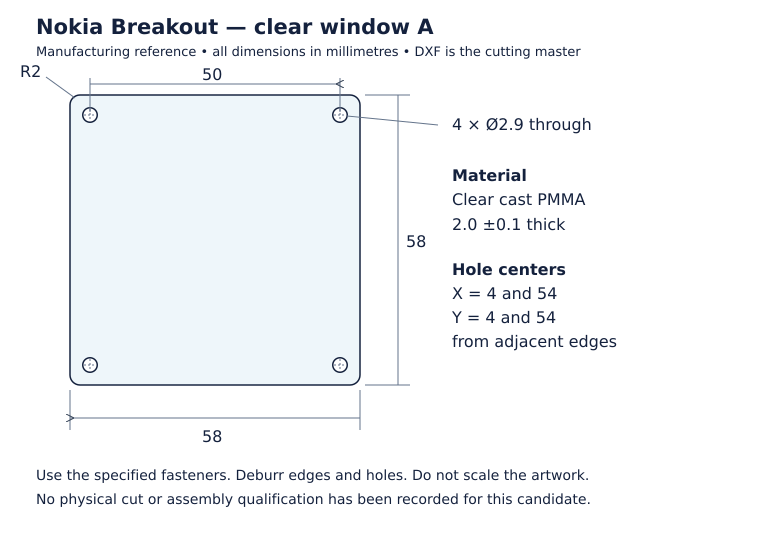 Nokia Breakout — clear window A
Manufacturing reference • all dimensions in millimetres • DXF is the cutting master
R2
50
4 × Ø2.9 through
Material
Clear cast PMMA
2.0 ±0.1 thick
58
Hole centers
X = 4 and 54
Y = 4 and 54
from adjacent edges
58
Use the specified fasteners. Deburr edges and holes. Do not scale the artwork.
No physical cut or assembly qualification has been recorded for this candidate.